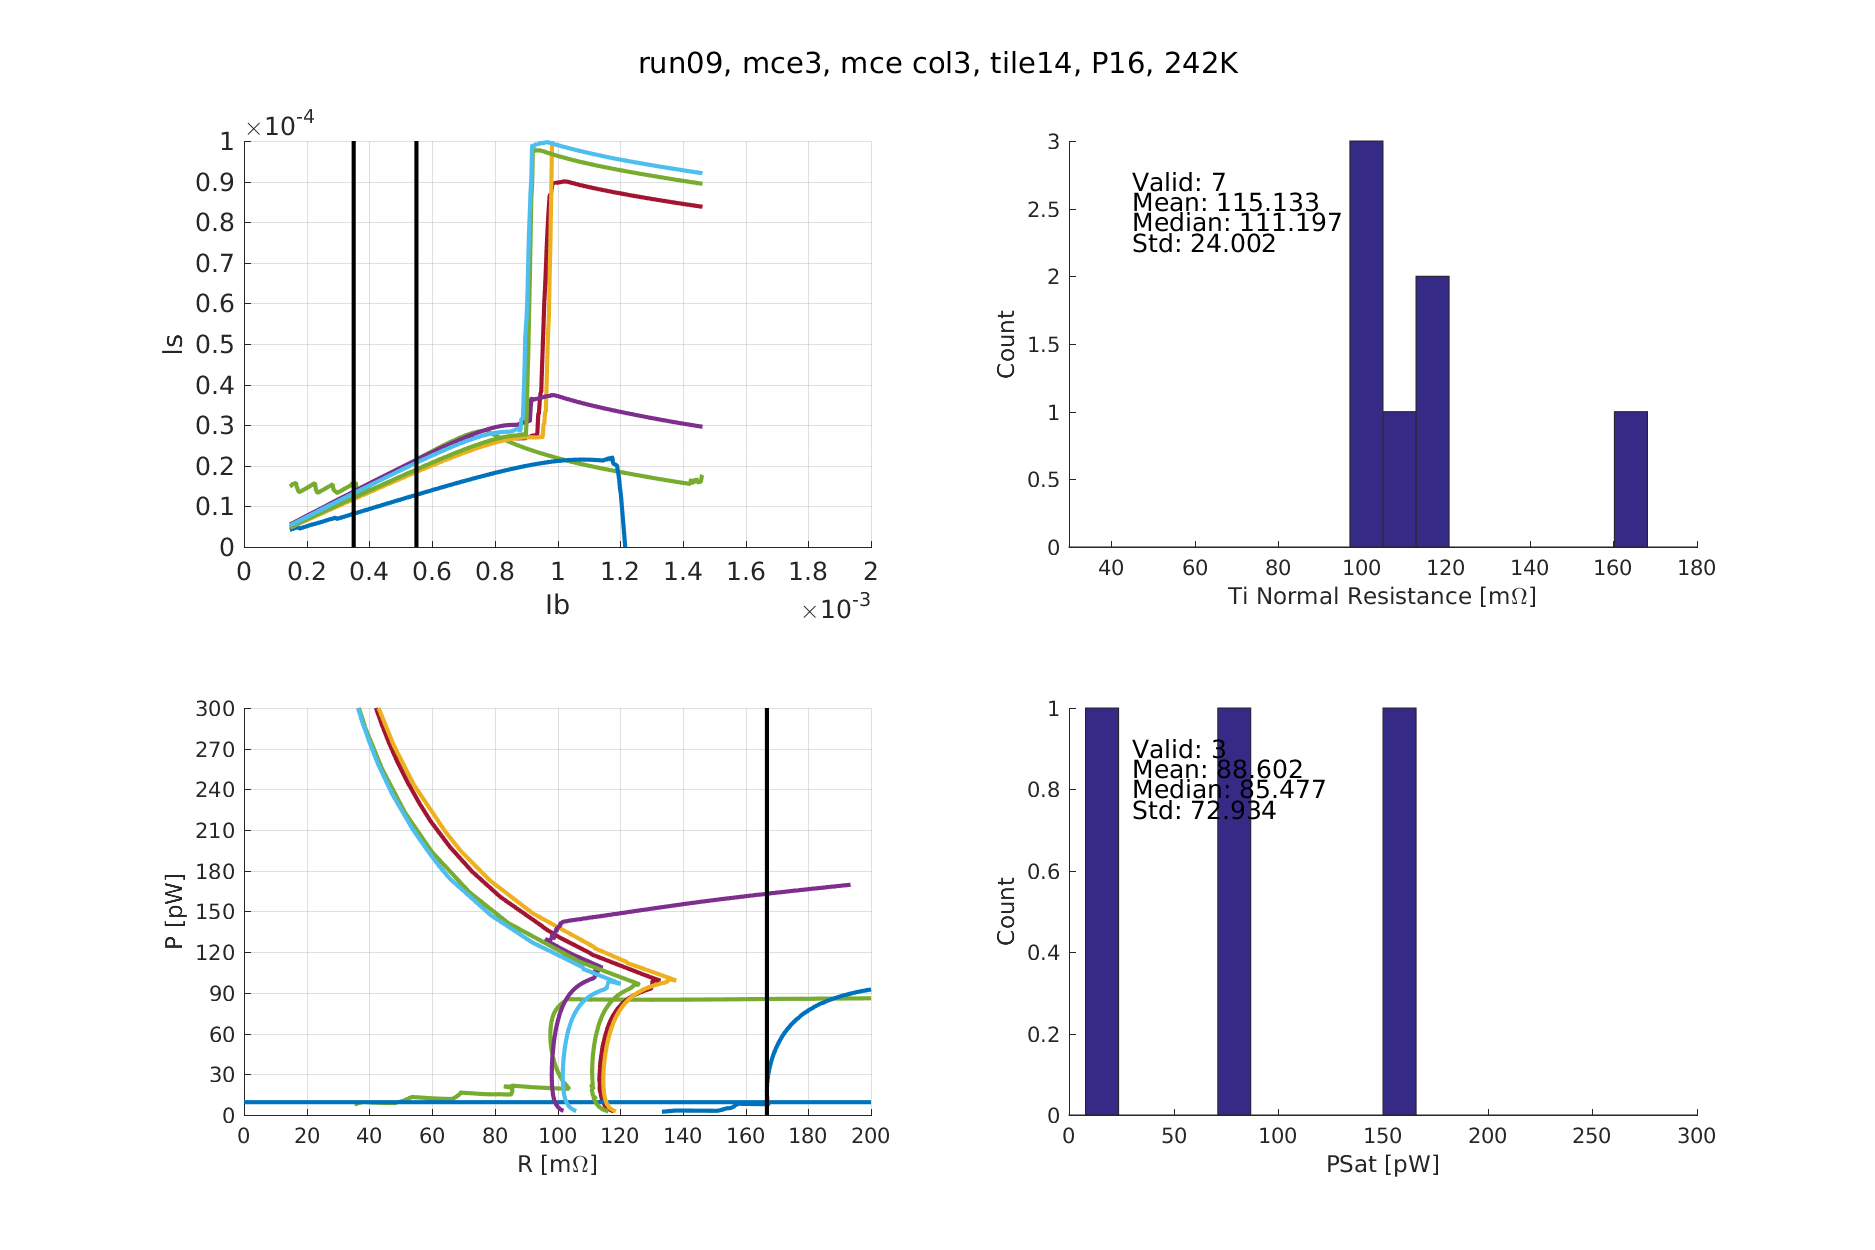 run09, mce3, mce col3, tile14, P16, 242K
×10-4
1
0.9
0.8
0.7
0.6
0.5
0.4
0.3
0.2
0.1
0
Is
0 0.2 0.4 0.6 0.8 1 1.2 1.4 1.6 1.8 2
Ib
×10-3
3
2.5
2
1.5
1
0.5
0
Count
Valid: 7
Mean: 115.133
Median: 111.197
Std: 24.002
40 60 80 100 120 140 160 180
Ti Normal Resistance [mΩ]
300
270
240
210
180
150
120
90
60
30
0
P [pW]
0 20 40 60 80 100 120 140 160 180 200
R [mΩ]
1
0.8
0.6
0.4
0.2
0
Count
Valid: 3
Mean: 88.602
Median: 85.477
Std: 72.934
0 50 100 150 200 250 300
PSat [pW]